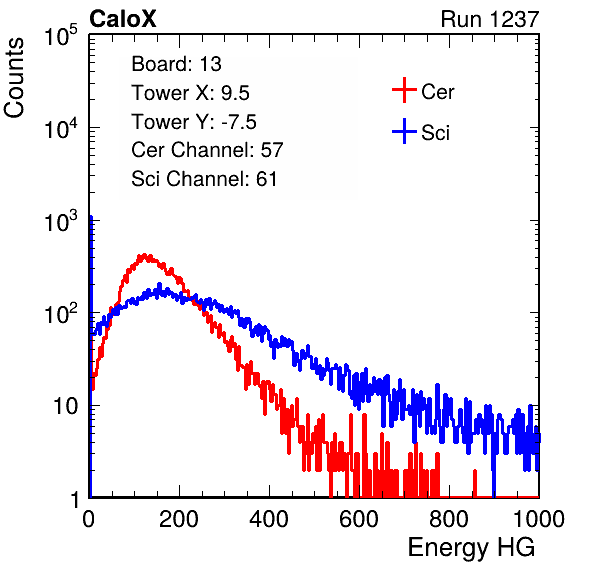 CaloX Run 1237
Counts
10^5
10^4
10^3
10^2
10
1
Board: 13
Tower X: 9.5
Tower Y: -7.5
Cer Channel: 57
Sci Channel: 61
Cer
Sci
0 200 400 600 800 1000
Energy HG